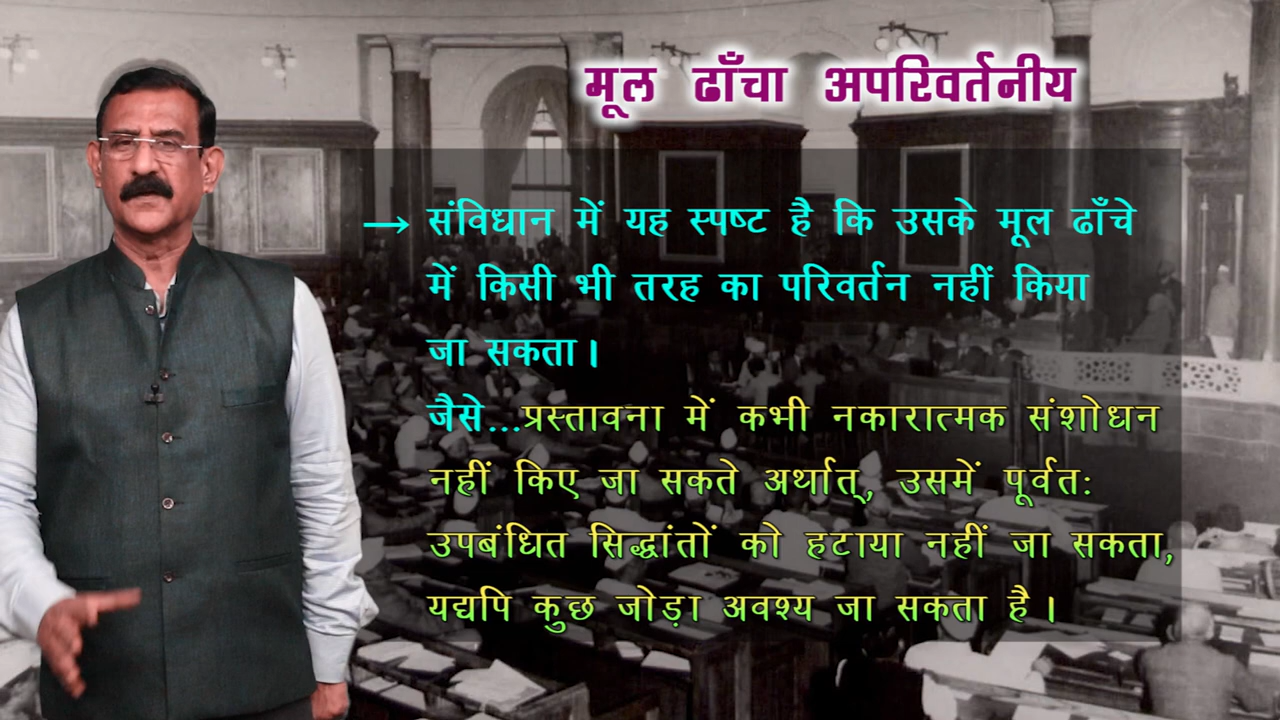 मूल ढाँचा अपरिवर्तनीय
→ संविधान में यह स्पष्ट है कि उसके मूल ढाँचे
में किसी भी तरह का परिवर्तन नहीं किया
जा सकता।
जैसे...प्रस्तावना में कभी नकारात्मक संशोधन
नहीं किए जा सकते अर्थात्, उसमें पूर्वतः
उपबंधित सिद्धांतों को हटाया नहीं जा सकता,
यद्यपि कुछ जोड़ा अवश्य जा सकता है।